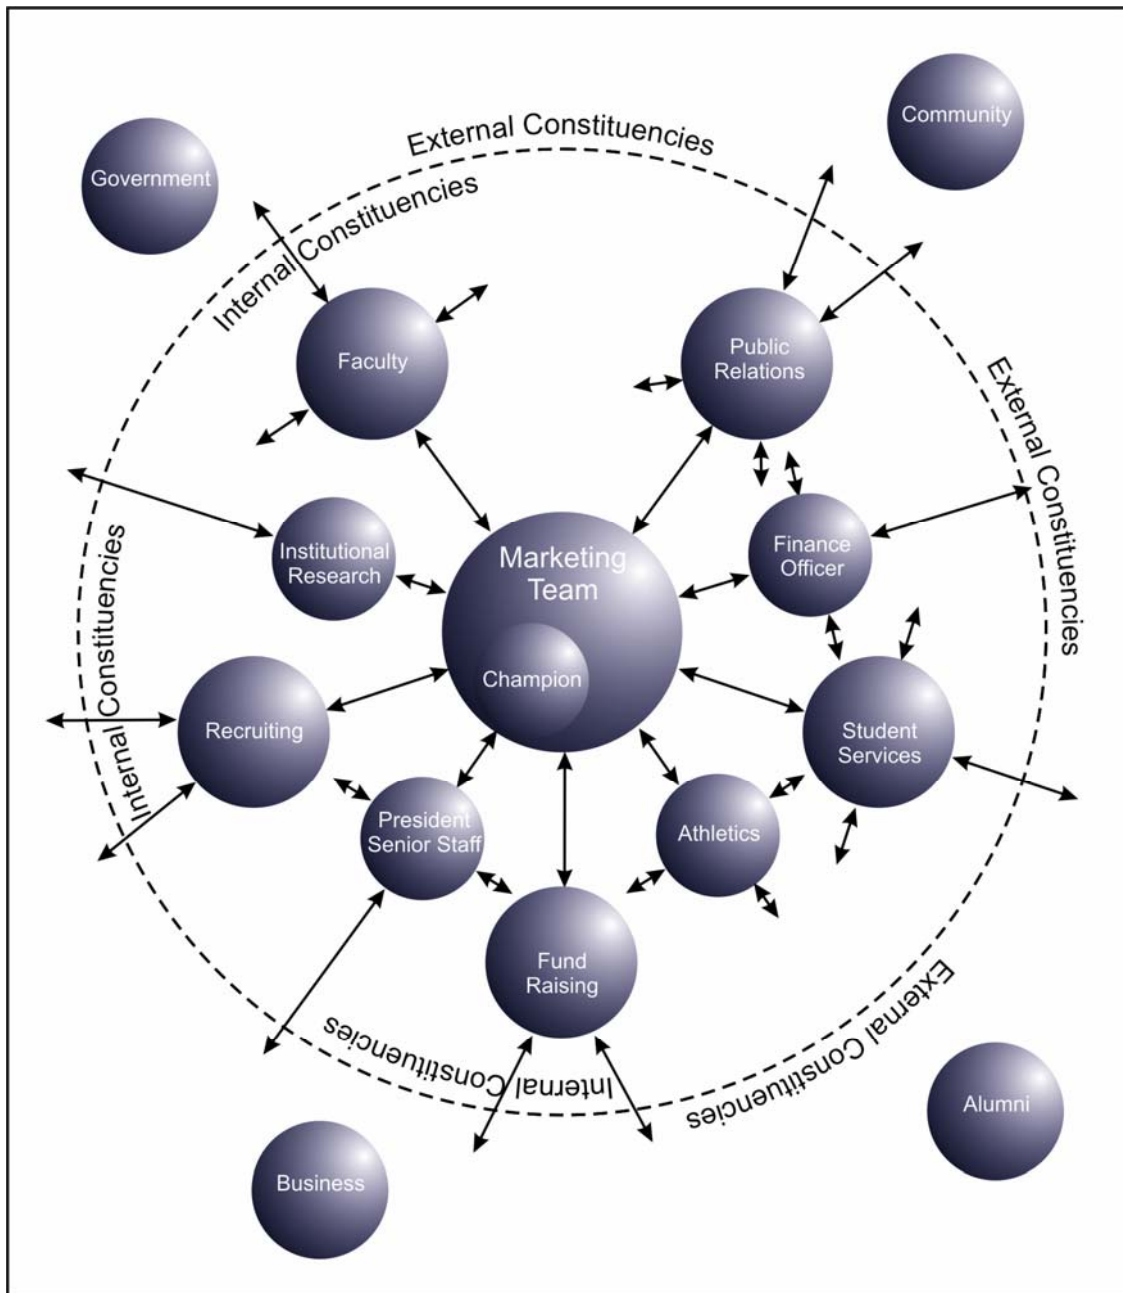 Community
Government
External Constituencies
Internal Constituencies
Public
Relations
Faculty
External Constituencies
Institutional
Research
Marketing
Team
Finance
Officer
Internal Constituencies
Champion
Recruiting
Student
Services
President
Senior Staff
Athletics
Fund
Raising
Internal Constituencies
External Constituencies
Alumni
Business